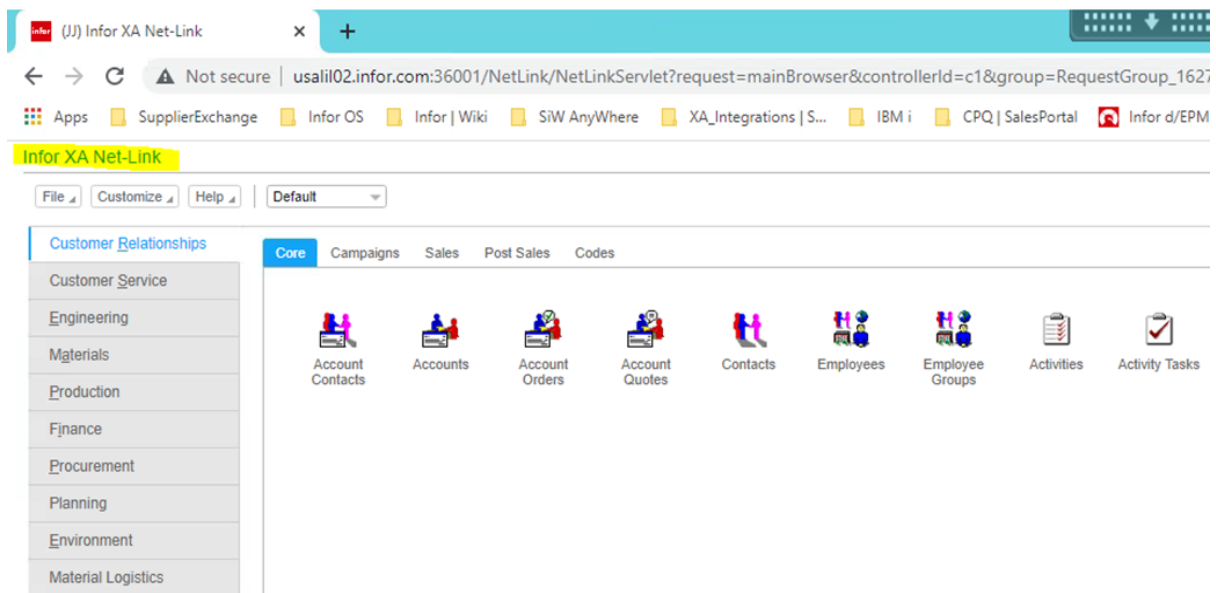 infor (JJ) Infor XA Net-Link
Not secure | usalil02.infor.com:36001/NetLink/NetLinkServlet?request=mainBrowser&controllerId=c1&group=RequestGroup_1627
Apps SupplierExchange Infor OS Infor | Wiki SiW AnyWhere XA_Integrations | S... IBM i CPQ | SalesPortal Infor d/EPM
Infor XA Net-Link
File Customize Help Default
Customer Relationships
Customer Service
Engineering
Materials
Production
Finance
Procurement
Planning
Environment
Material Logistics
Core Campaigns Sales Post Sales Codes
Account Contacts
Accounts
Account Orders
Account Quotes
Contacts
Employees
Employee Groups
Activities
Activity Tasks